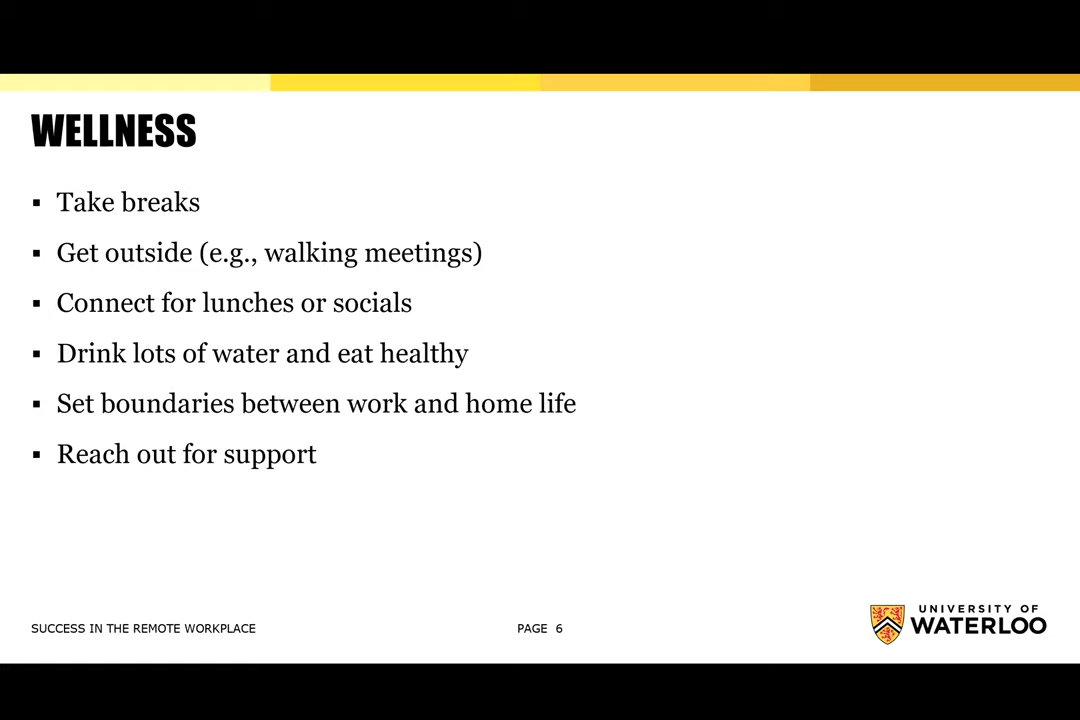 WELLNESS
▪ Take breaks
▪ Get outside (e.g., walking meetings)
▪ Connect for lunches or socials
▪ Drink lots of water and eat healthy
▪ Set boundaries between work and home life
▪ Reach out for support
SUCCESS IN THE REMOTE WORKPLACE
PAGE 6
UNIVERSITY OF
WATERLOO